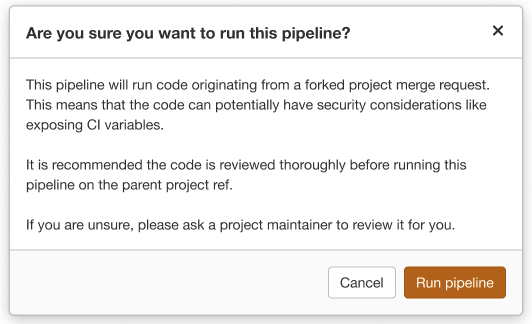 Are you sure you want to run this pipeline?
This pipeline will run code originating from a forked project merge request.
This means that the code can potentially have security considerations like
exposing CI variables.
It is recommended the code is reviewed thoroughly before running this
pipeline on the parent project ref.
If you are unsure, please ask a project maintainer to review it for you.
Cancel
Run pipeline